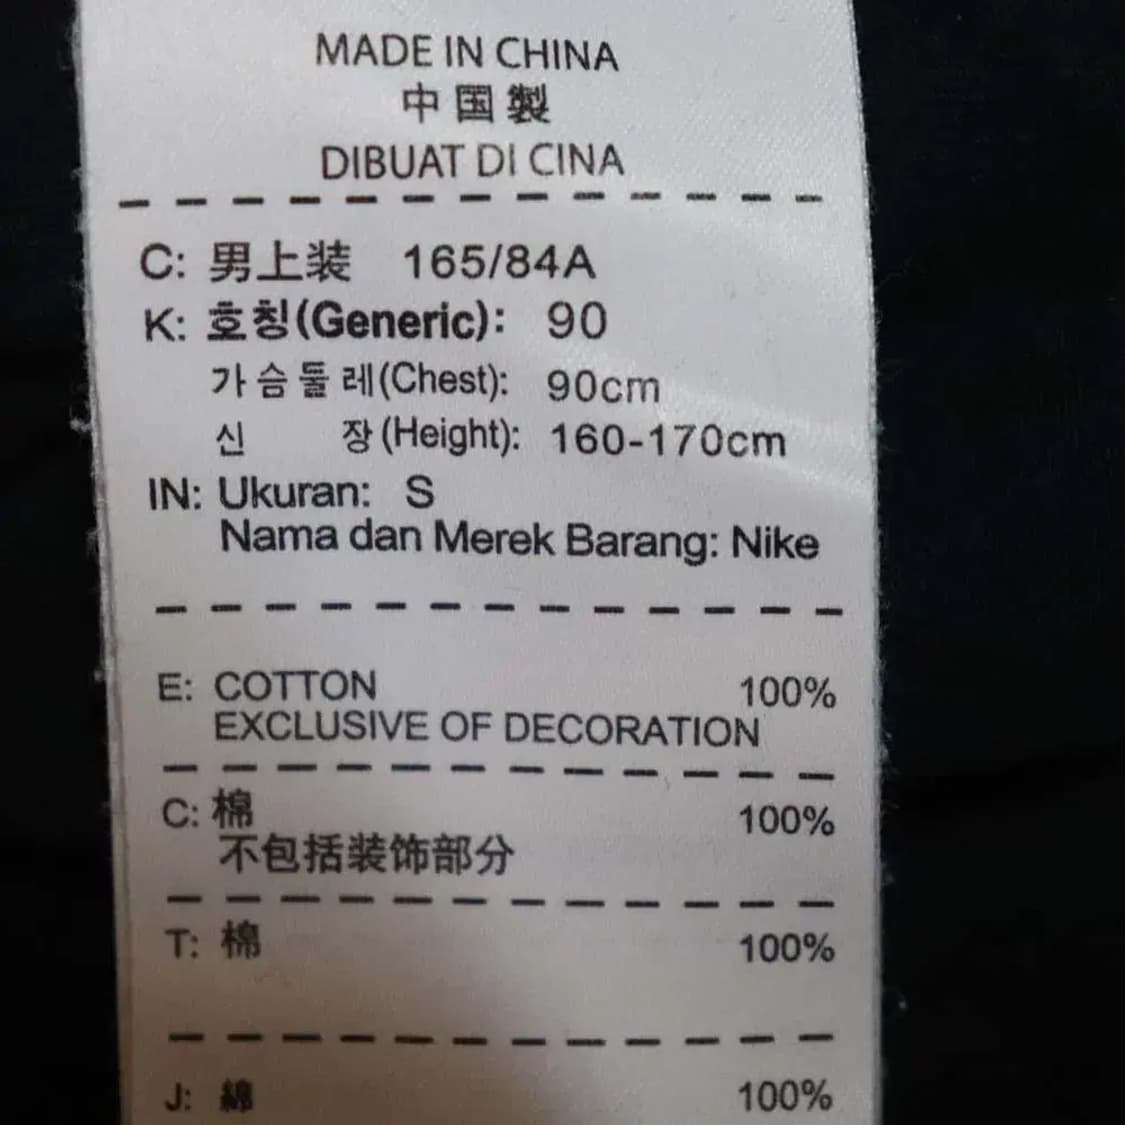 MADE IN CHINA
中国製
DIBUAT DI CINA
C: 男上装 165/84A
K: 호칭(Generic): 90
가슴둘레(Chest): 90cm
신 장(Height): 160-170cm
IN: Ukuran: S
Nama dan Merek Barang: Nike
E: COTTON 100%
EXCLUSIVE OF DECORATION
C: 棉 100%
不包括装饰部分
T: 棉 100%
J: 綿 100%